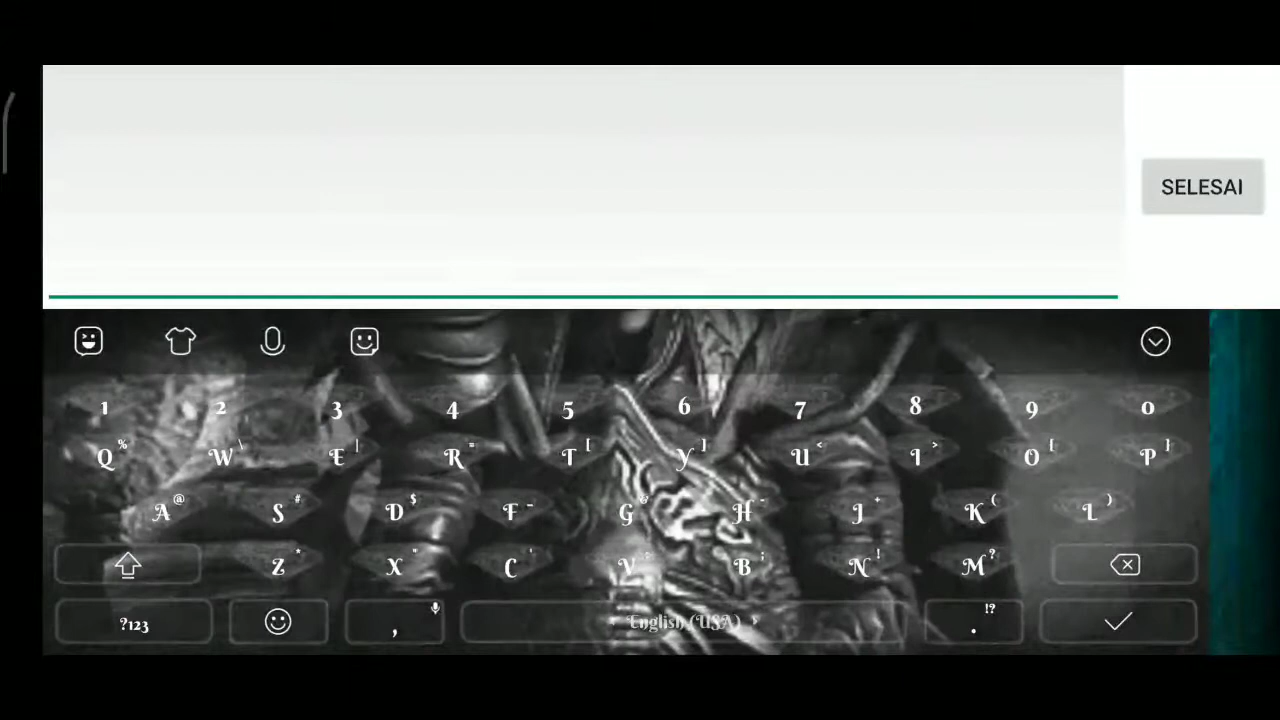 SELESAI
1 2 3 4 5 6 7 8 9 0
Q % W \ E | R = T [ Y ] U < I > O { P }
A @ S # D $ F _ G & H - J + K ( L )
Z * X " C ' V : B ; N ! M ?
?123 , English (USA) . !?